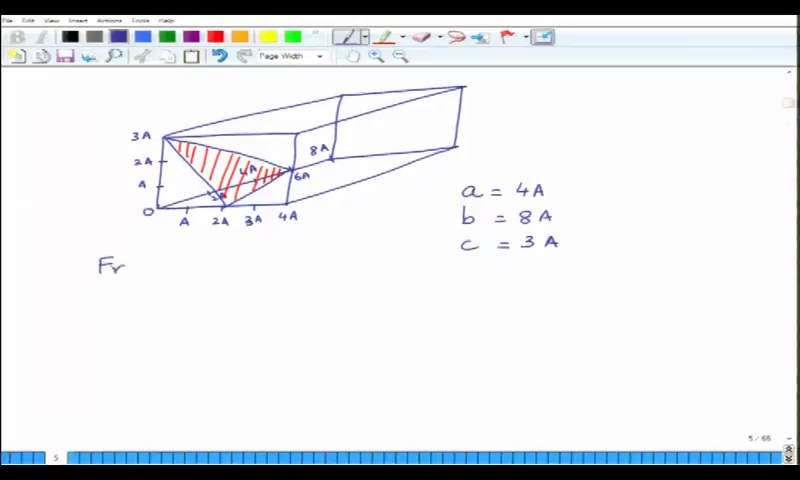 File Edit View Insert Actions Tools Help
B
Page Width
3A
2A
A
O
A 2A 3A 4A
2A
4A
6A
8A
a = 4A
b = 8A
c = 3A
Fr
5 / 66
5